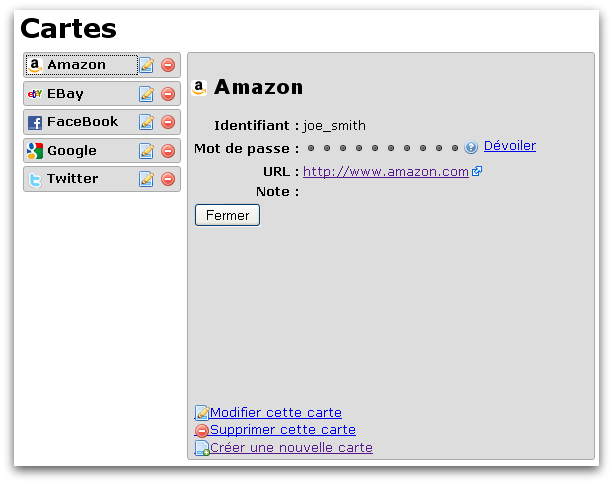 Cartes
Amazon
EBay
FaceBook
Google
Twitter
Amazon
Identifiant : joe_smith
Mot de passe : Dévoiler
URL : http://www.amazon.com
Note :
Fermer
Modifier cette carte
Supprimer cette carte
Créer une nouvelle carte